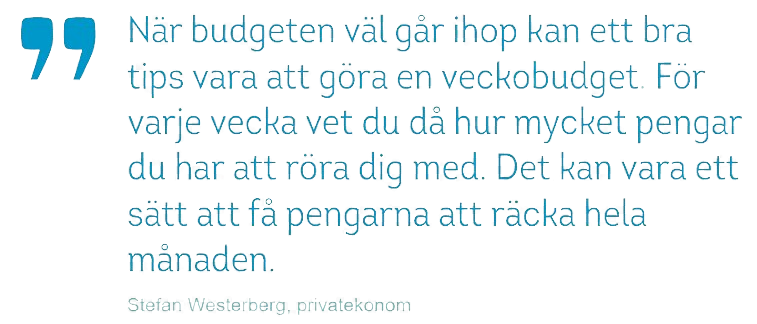 ” När budgeten väl går ihop kan ett bra
tips vara att göra en veckobudget. För
varje vecka vet du då hur mycket pengar
du har att röra dig med. Det kan vara ett
sätt att få pengarna att räcka hela
månaden.
Stefan Westerberg, privatekonom